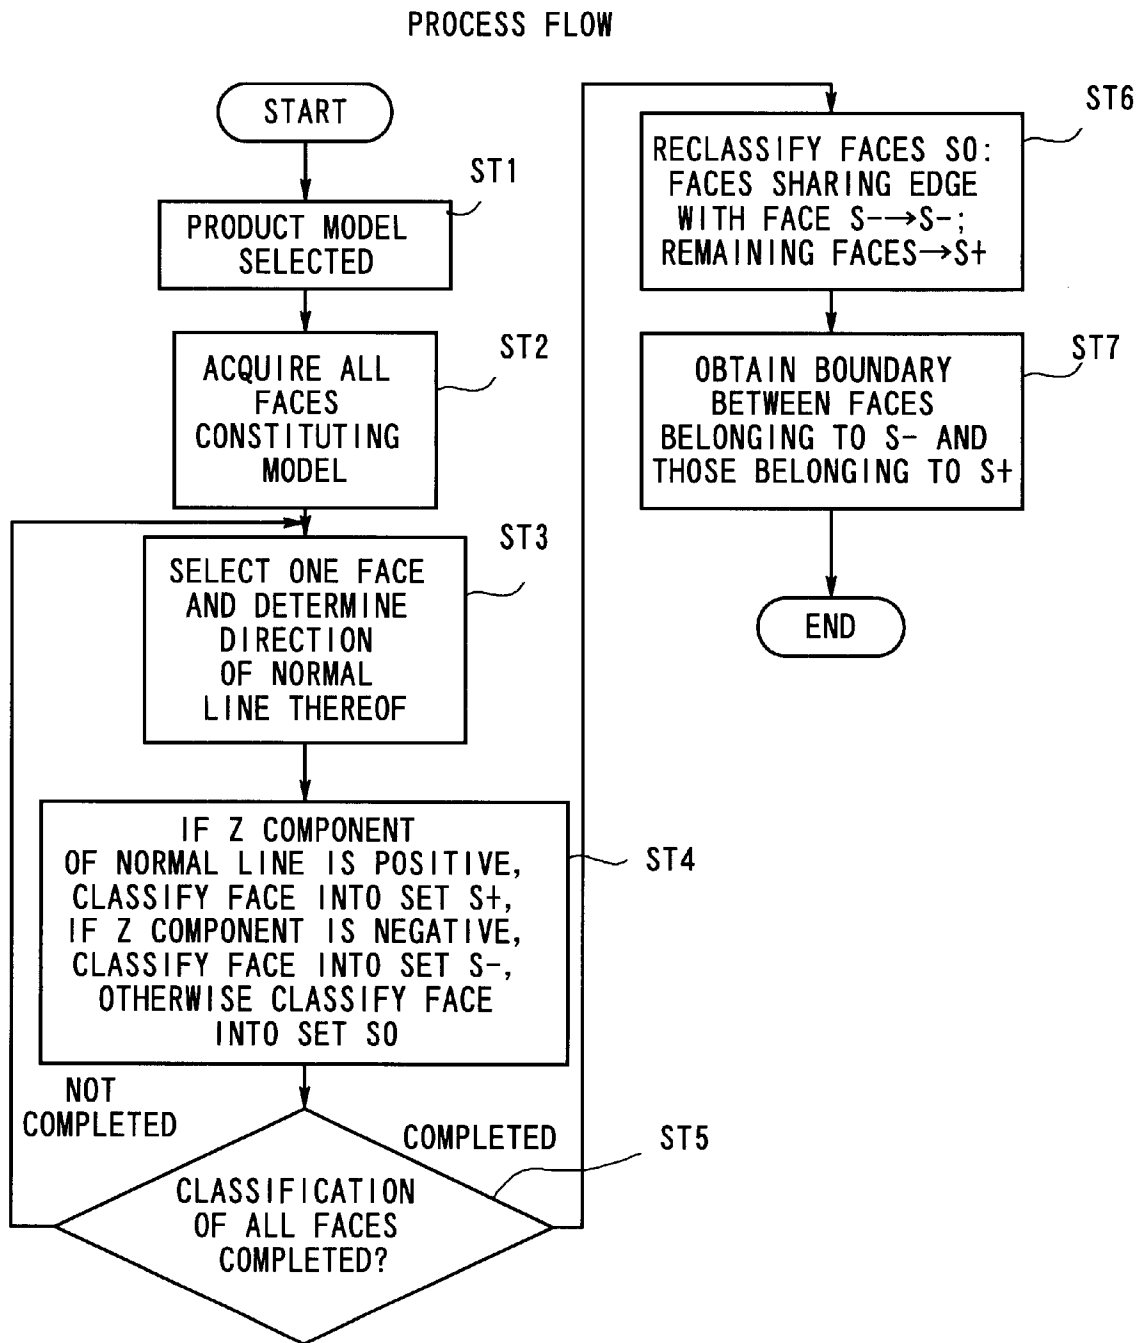 PROCESS FLOW
START
ST1
PRODUCT MODEL
SELECTED
ST2
ACQUIRE ALL
FACES
CONSTITUTING
MODEL
ST3
SELECT ONE FACE
AND DETERMINE
DIRECTION
OF NORMAL
LINE THEREOF
ST4
IF Z COMPONENT
OF NORMAL LINE IS POSITIVE,
CLASSIFY FACE INTO SET S+,
IF Z COMPONENT IS NEGATIVE,
CLASSIFY FACE INTO SET S-,
OTHERWISE CLASSIFY FACE
INTO SET S0
NOT
COMPLETED
COMPLETED
ST5
CLASSIFICATION
OF ALL FACES
COMPLETED?
ST6
RECLASSIFY FACES S0:
FACES SHARING EDGE
WITH FACE S-→S-;
REMAINING FACES→S+
ST7
OBTAIN BOUNDARY
BETWEEN FACES
BELONGING TO S- AND
THOSE BELONGING TO S+
END